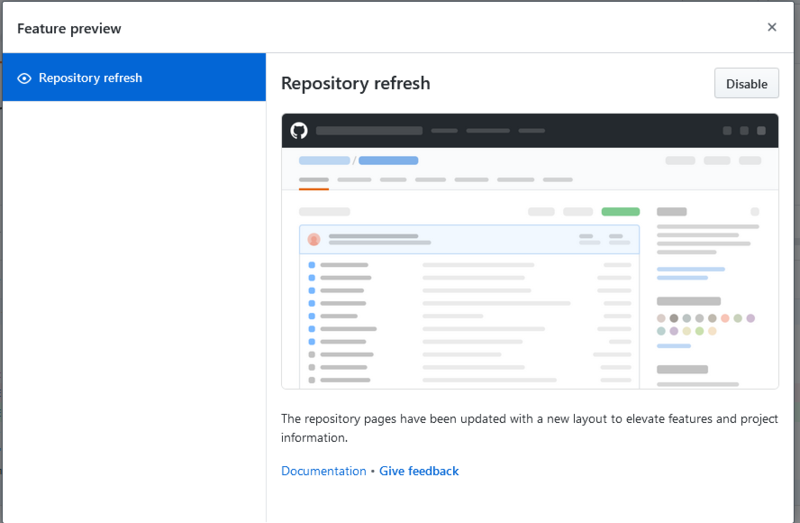 Feature preview
Repository refresh
Repository refresh
Disable
/
The repository pages have been updated with a new layout to elevate features and project
information.
Documentation • Give feedback